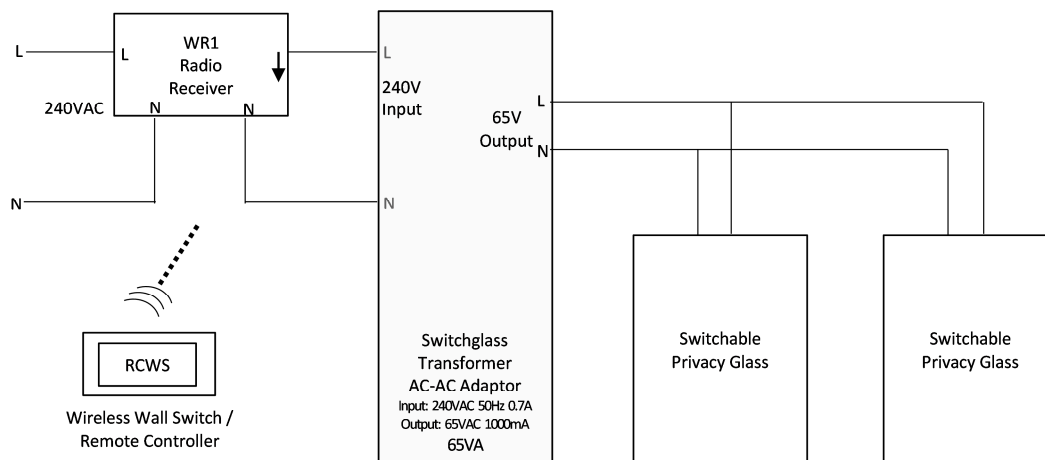 L
L
WR1
Radio
Receiver
240VAC
N
N
N
L
240V
Input
N
65V
Output
L
N
RCWS
Wireless Wall Switch /
Remote Controller
Switchglass
Transformer
AC-AC Adaptor
Input: 240VAC 50Hz 0.7A
Output: 65VAC 1000mA
65VA
Switchable
Privacy Glass
Switchable
Privacy Glass